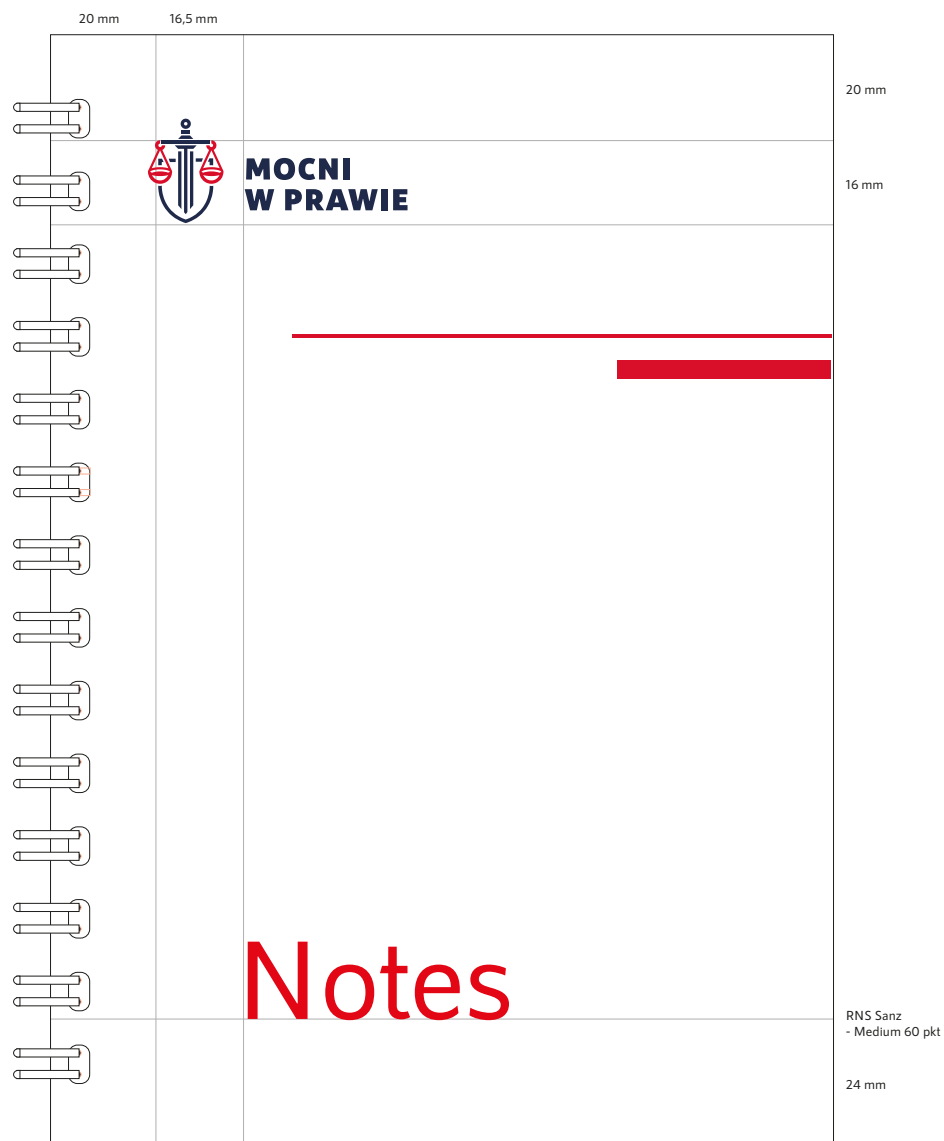 20 mm
16,5 mm
20 mm
MOCNI
W PRAWIE
16 mm
Notes
RNS Sanz
- Medium 60 pkt
24 mm